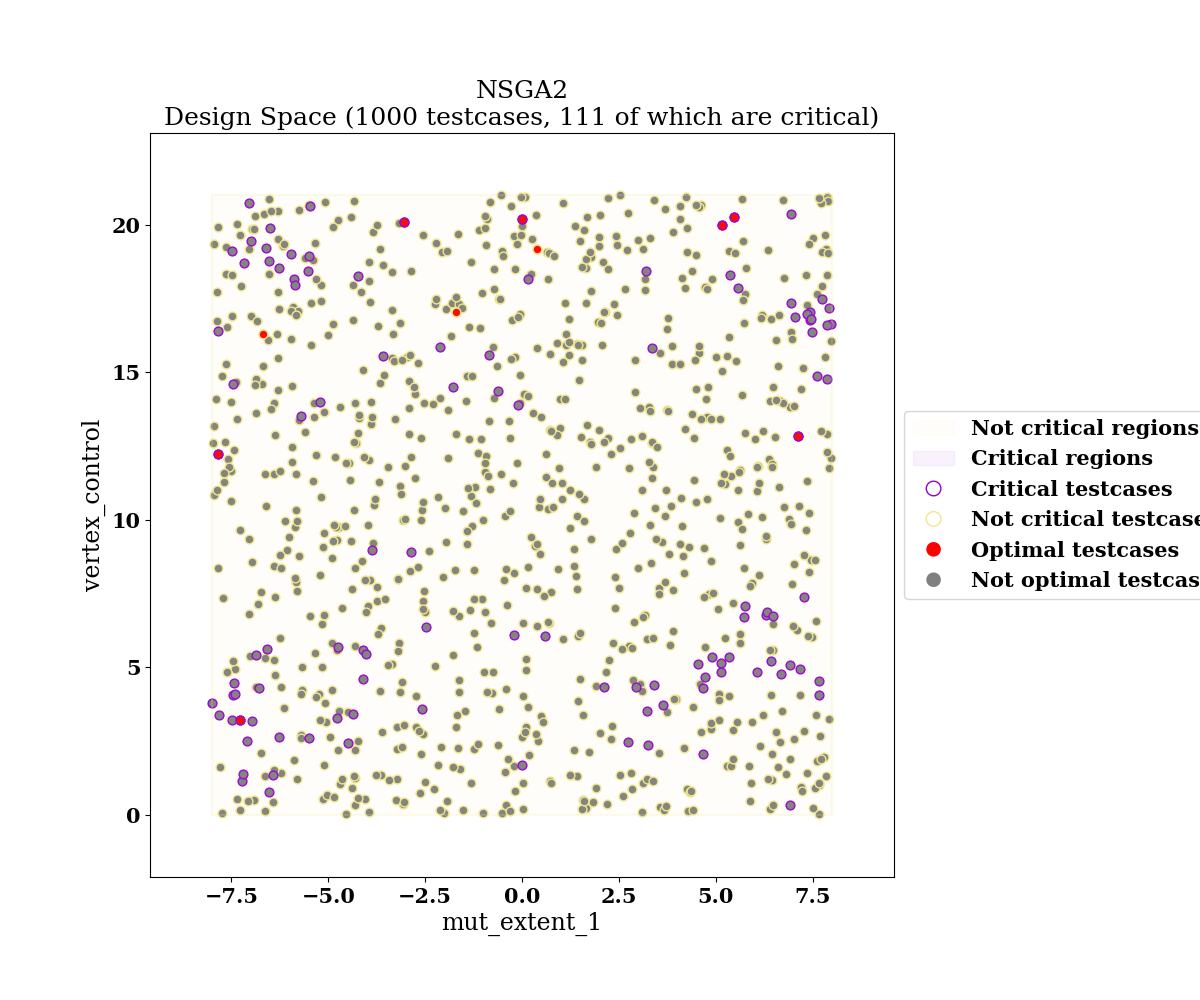 NSGA2
Design Space (1000 testcases, 111 of which are critical)
vertex_control
20
15
10
5
0
−7.5 −5.0 −2.5 0.0 2.5 5.0 7.5
mut_extent_1
Not critical regions
Critical regions
Critical testcases
Not critical testcase
Optimal testcases
Not optimal testcas